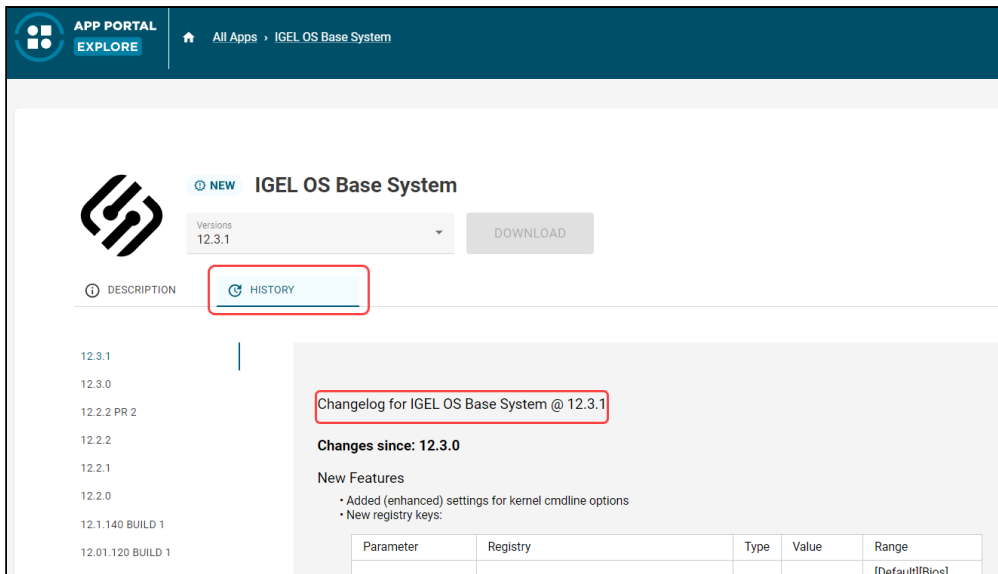 APP PORTAL
EXPLORE
All Apps › IGEL OS Base System
NEW IGEL OS Base System
Versions
12.3.1
DOWNLOAD
DESCRIPTION HISTORY
12.3.1
12.3.0
12.2.2 PR 2
12.2.2
12.2.1
12.2.0
12.1.140 BUILD 1
12.01.120 BUILD 1
Changelog for IGEL OS Base System @ 12.3.1
Changes since: 12.3.0
New Features
• Added (enhanced) settings for kernel cmdline options
• New registry keys:
Parameter Registry Type Value Range
[Default][Bios]